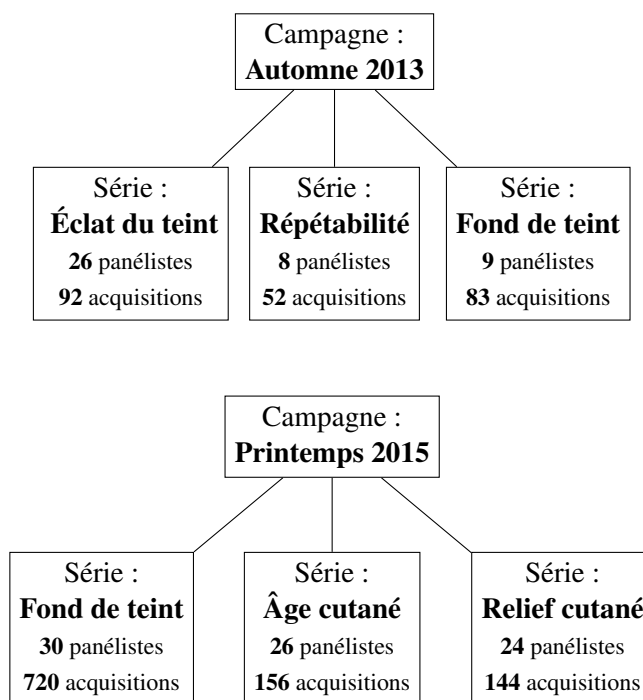 Campagne :
Automne 2013
Série :
Éclat du teint
26 panélistes
92 acquisitions
Série :
Répétabilité
8 panélistes
52 acquisitions
Série :
Fond de teint
9 panélistes
83 acquisitions
Campagne :
Printemps 2015
Série :
Fond de teint
30 panélistes
720 acquisitions
Série :
Âge cutané
26 panélistes
156 acquisitions
Série :
Relief cutané
24 panélistes
144 acquisitions